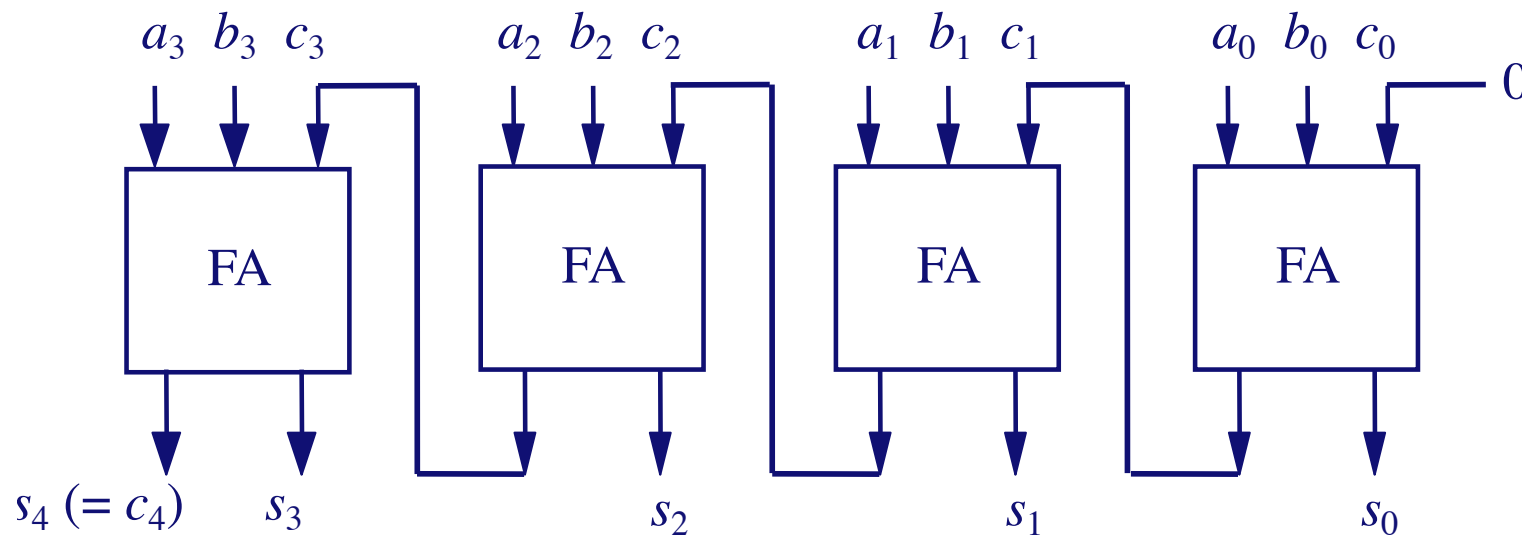 a₃ b₃ c₃ a₂ b₂ c₂ a₁ b₁ c₁ a₀ b₀ c₀
0
FA FA FA FA
s₄ (= c₄) s₃ s₂ s₁ s₀